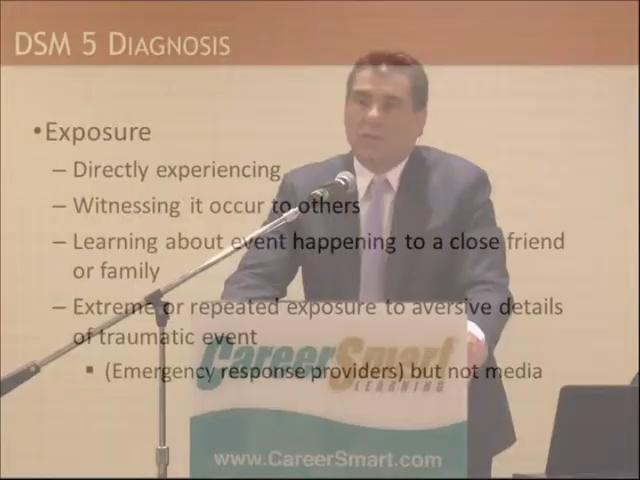 DSM 5 DIAGNOSIS
•Exposure
– Directly experiencing
– Witnessing it occur to others
– Learning about event happening to a close friend
or family
– Extreme or repeated exposure to aversive details
of traumatic event
▪ (Emergency response providers) but not media
CareerSmart
LEARNING
www.CareerSmart.com